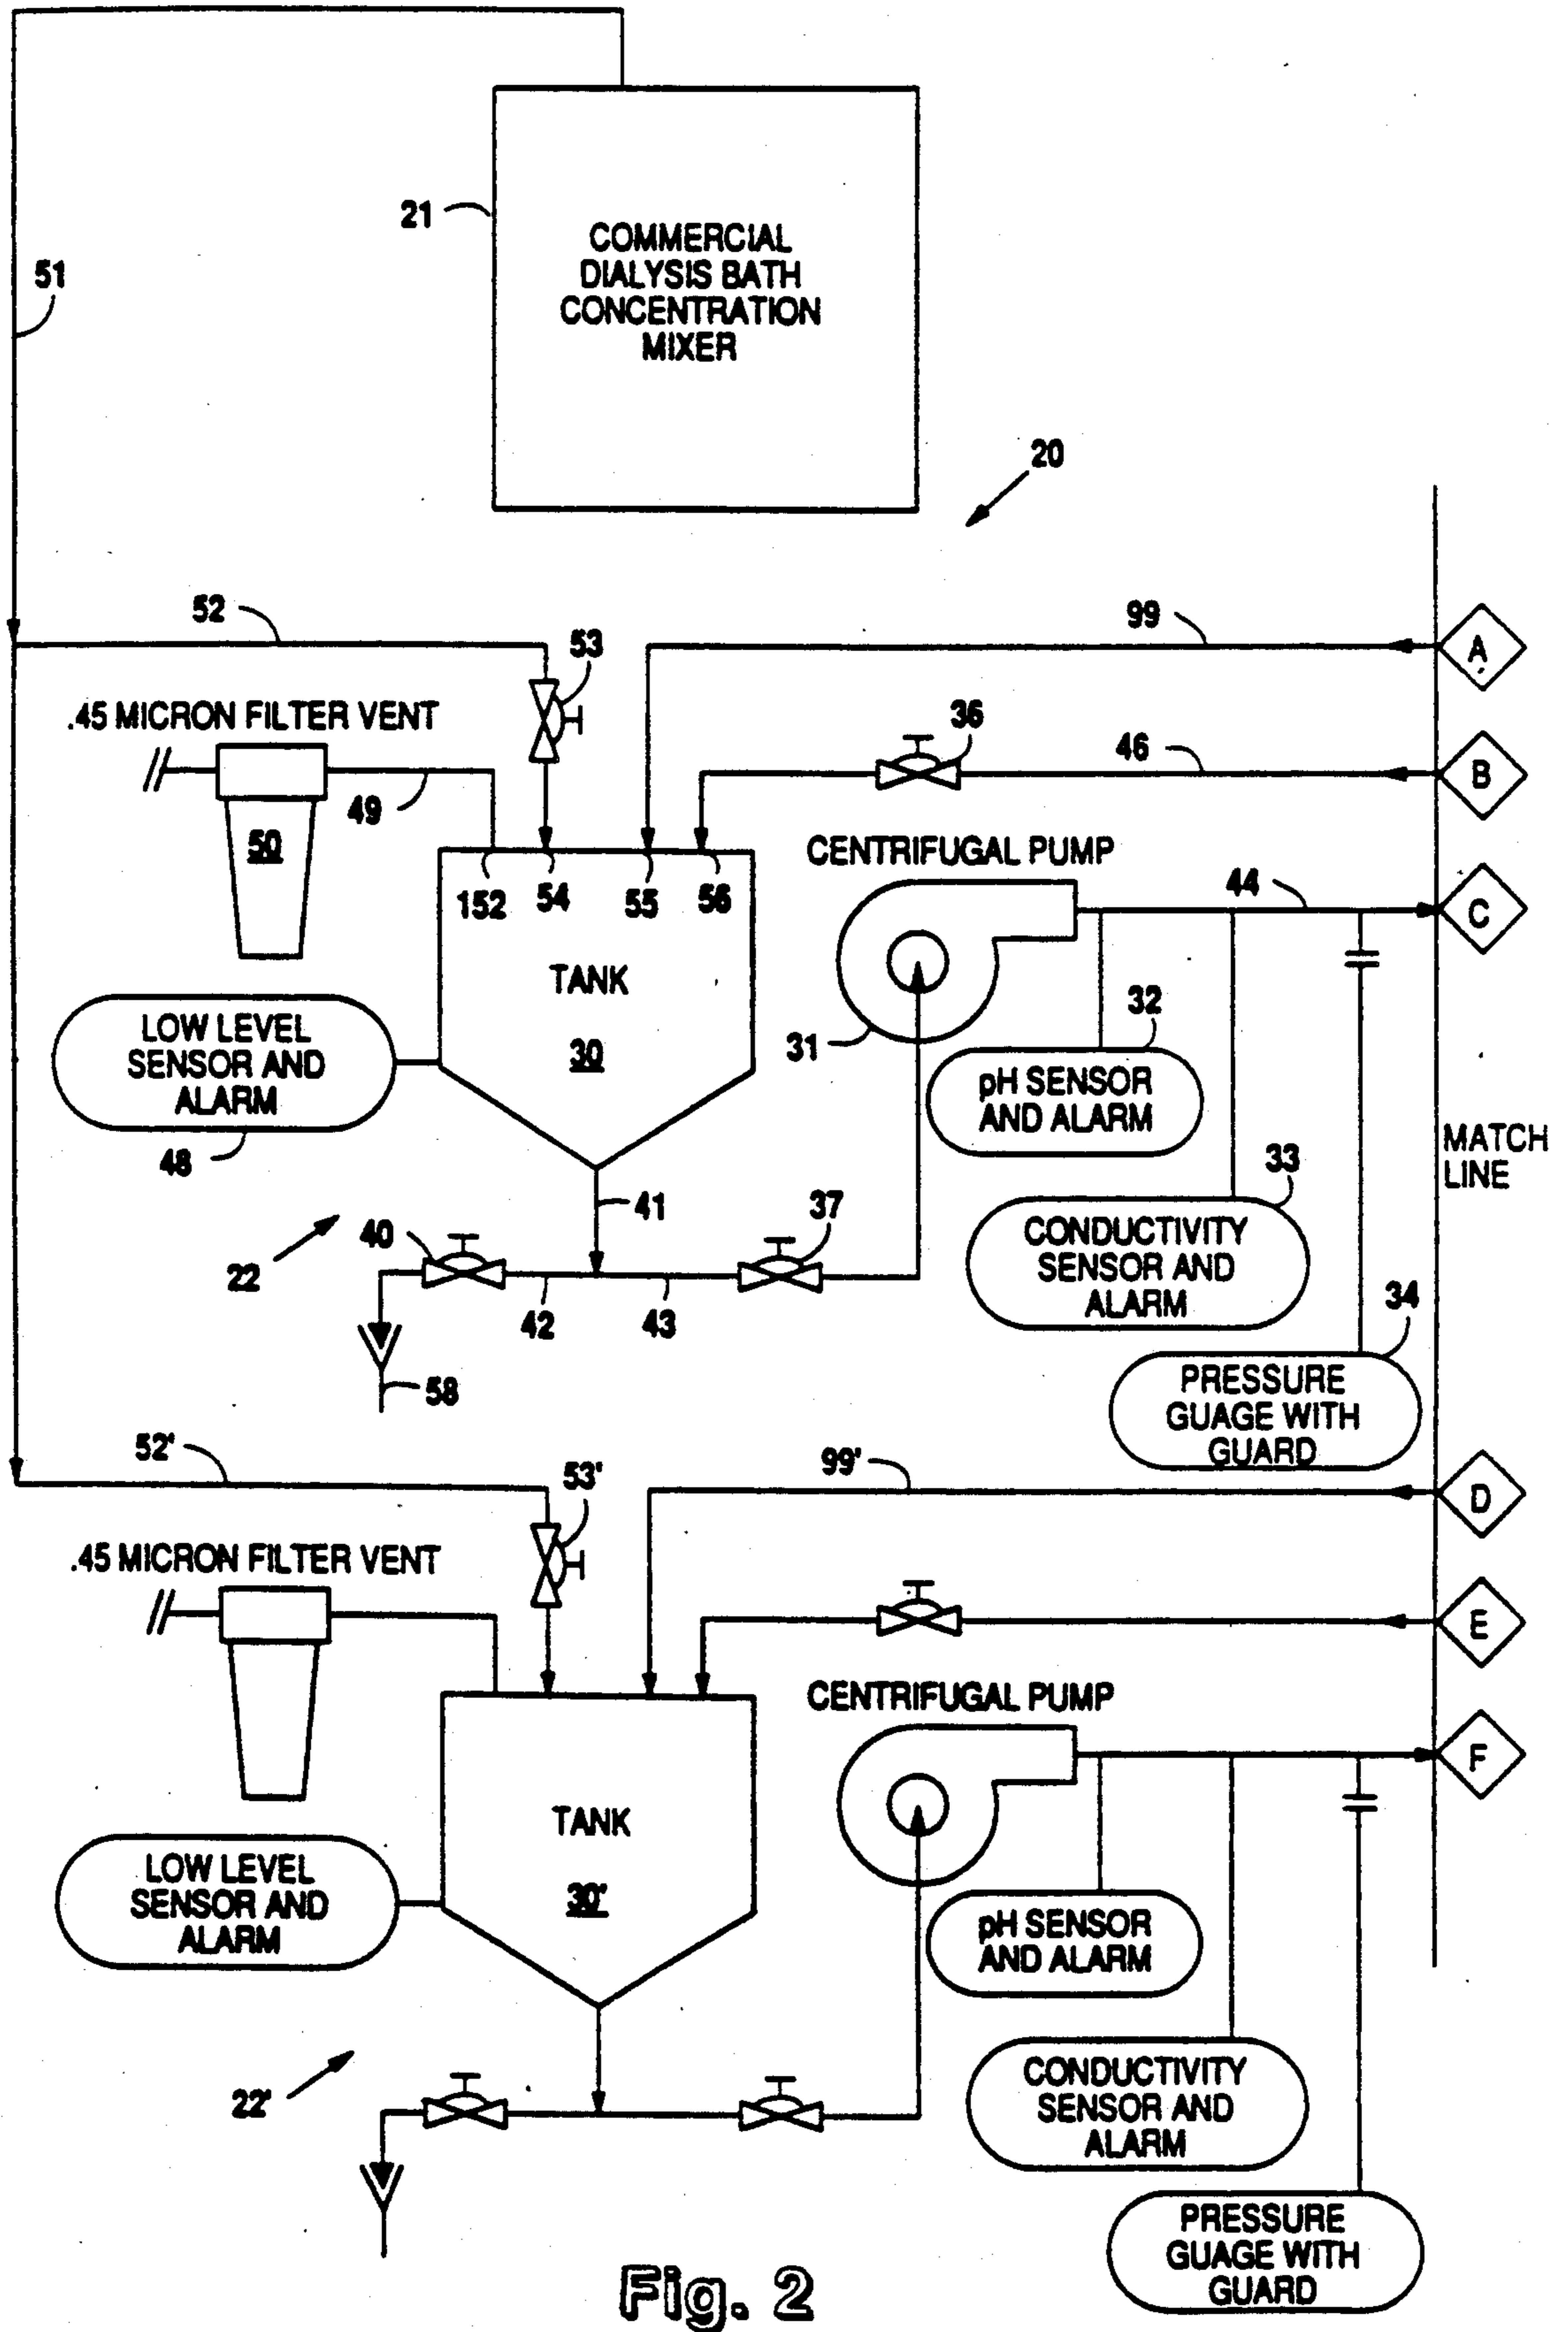 21
COMMERCIAL
DIALYSIS BATH
CONCENTRATION
MIXER
51
20
52
53
99
A
.45 MICRON FILTER VENT
36
46
B
49
50
CENTRIFUGAL PUMP
152
54
55
56
44
C
TANK
30
31
32
LOW LEVEL
SENSOR AND
ALARM
48
pH SENSOR
AND ALARM
MATCH
LINE
33
41
40
37
22
CONDUCTIVITY
SENSOR AND
ALARM
42
43
34
58
PRESSURE
GUAGE WITH
GUARD
52'
53'
99'
D
.45 MICRON FILTER VENT
E
CENTRIFUGAL PUMP
F
TANK
30'
LOW LEVEL
SENSOR AND
ALARM
pH SENSOR
AND ALARM
22'
CONDUCTIVITY
SENSOR AND
ALARM
PRESSURE
GUAGE WITH
GUARD
Fig. 2